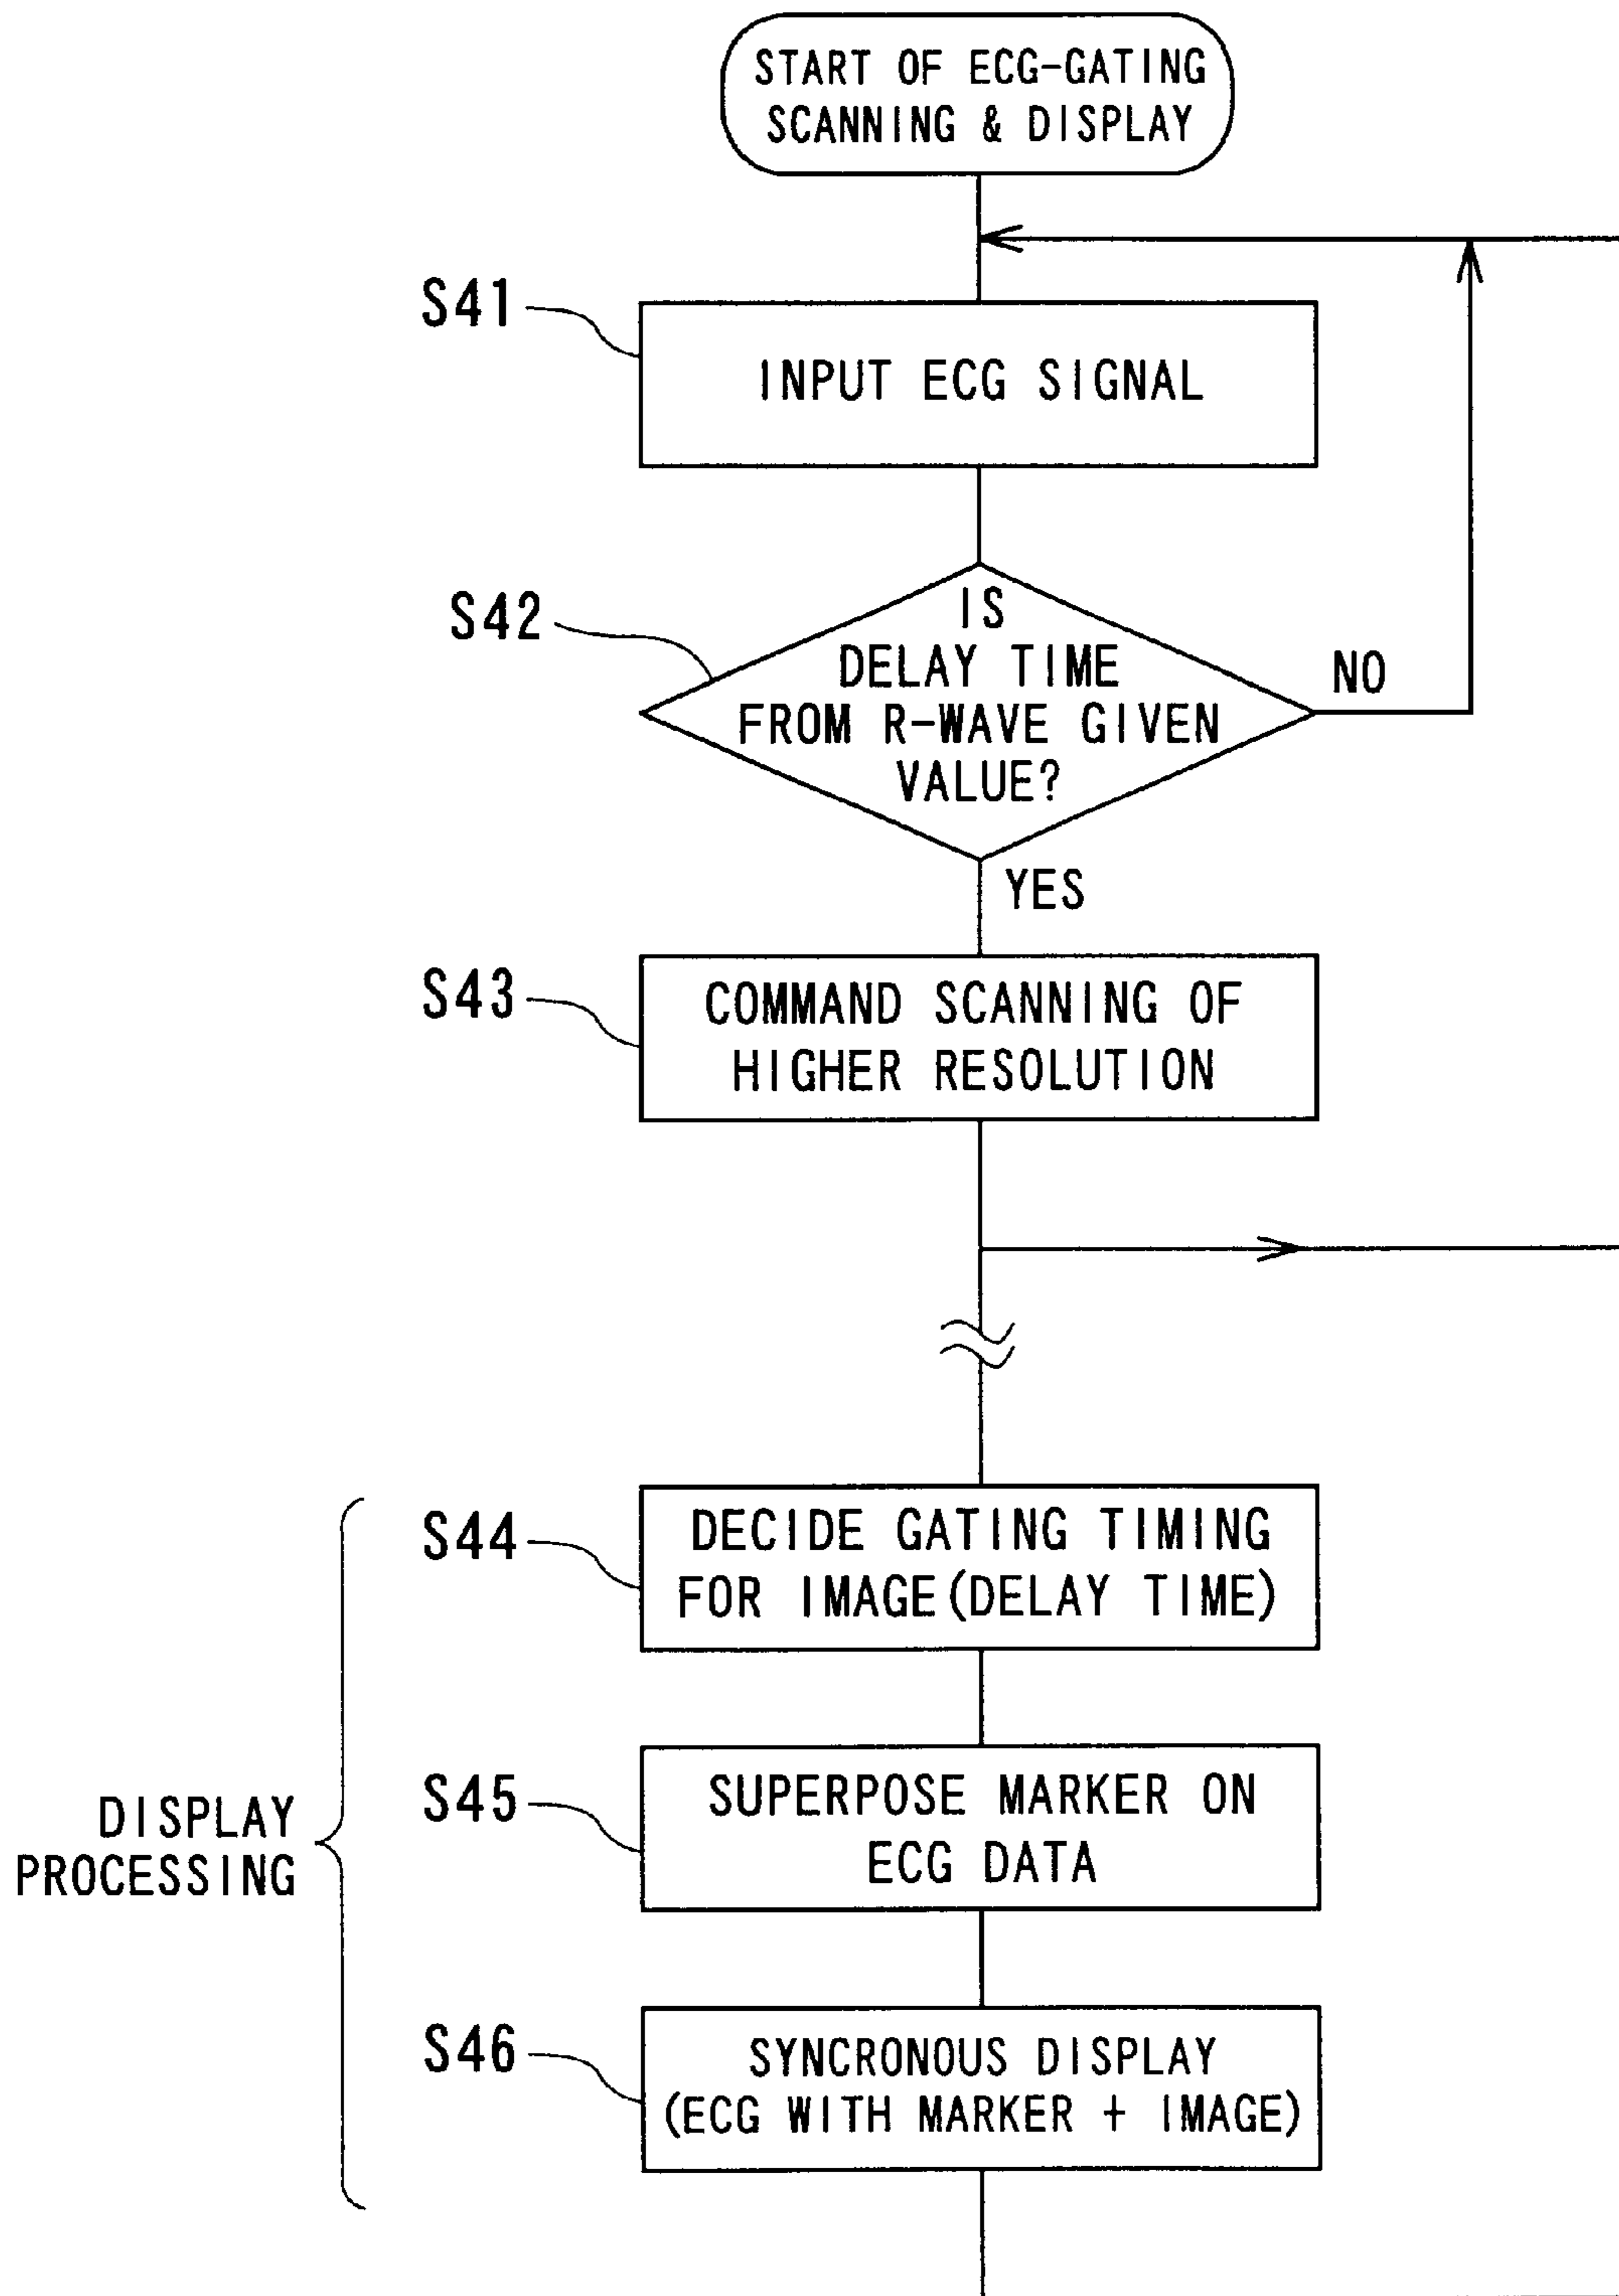 START OF ECG-GATING
SCANNING & DISPLAY
S41
INPUT ECG SIGNAL
S42
IS
DELAY TIME
FROM R-WAVE GIVEN
VALUE?
NO
YES
S43
COMMAND SCANNING OF
HIGHER RESOLUTION
S44
DECIDE GATING TIMING
FOR IMAGE(DELAY TIME)
DISPLAY
PROCESSING
S45
SUPERPOSE MARKER ON
ECG DATA
S46
SYNCRONOUS DISPLAY
(ECG WITH MARKER + IMAGE)